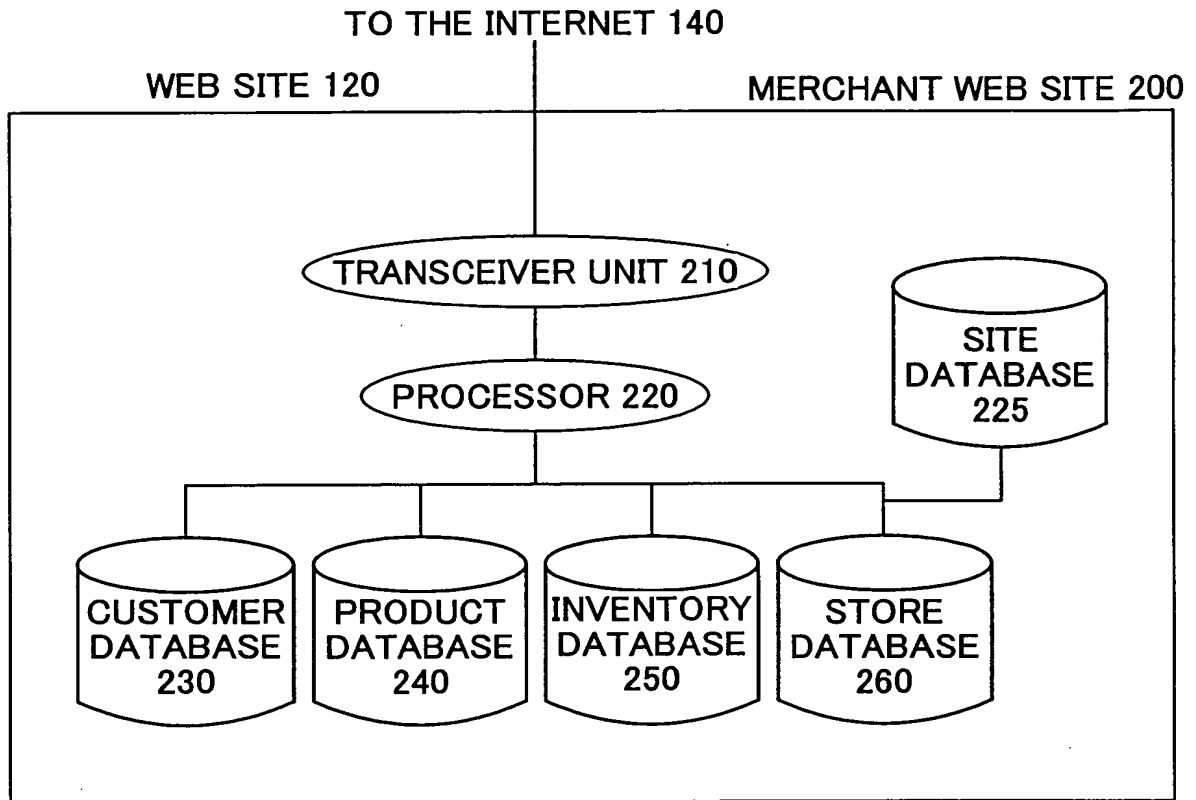 TO THE INTERNET 140
WEB SITE 120
MERCHANT WEB SITE 200
TRANSCEIVER UNIT 210
PROCESSOR 220
SITE
DATABASE
225
CUSTOMER
DATABASE
230
PRODUCT
DATABASE
240
INVENTORY
DATABASE
250
STORE
DATABASE
260